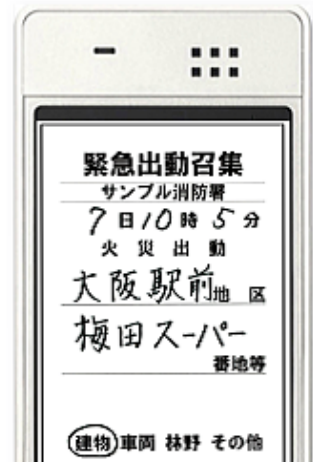 緊急出動召集
サンプル消防署
7日10時5分
火災出動
大阪駅前地区
梅田スーパー
番地等
建物 車両 林野 その他